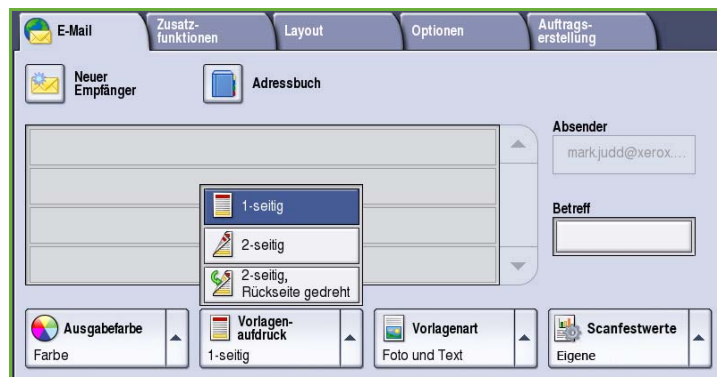 E-Mail
Zusatz-
funktionen
Layout
Optionen
Auftrags-
erstellung
Neuer
Empfänger
Adressbuch
Absender
mark.judd@xerox....
Betreff
1-seitig
2-seitig
2-seitig,
Rückseite gedreht
Ausgabefarbe
Farbe
Vorlagen-
aufdruck
1-seitig
Vorlagenart
Foto und Text
Scanfestwerte
Eigene